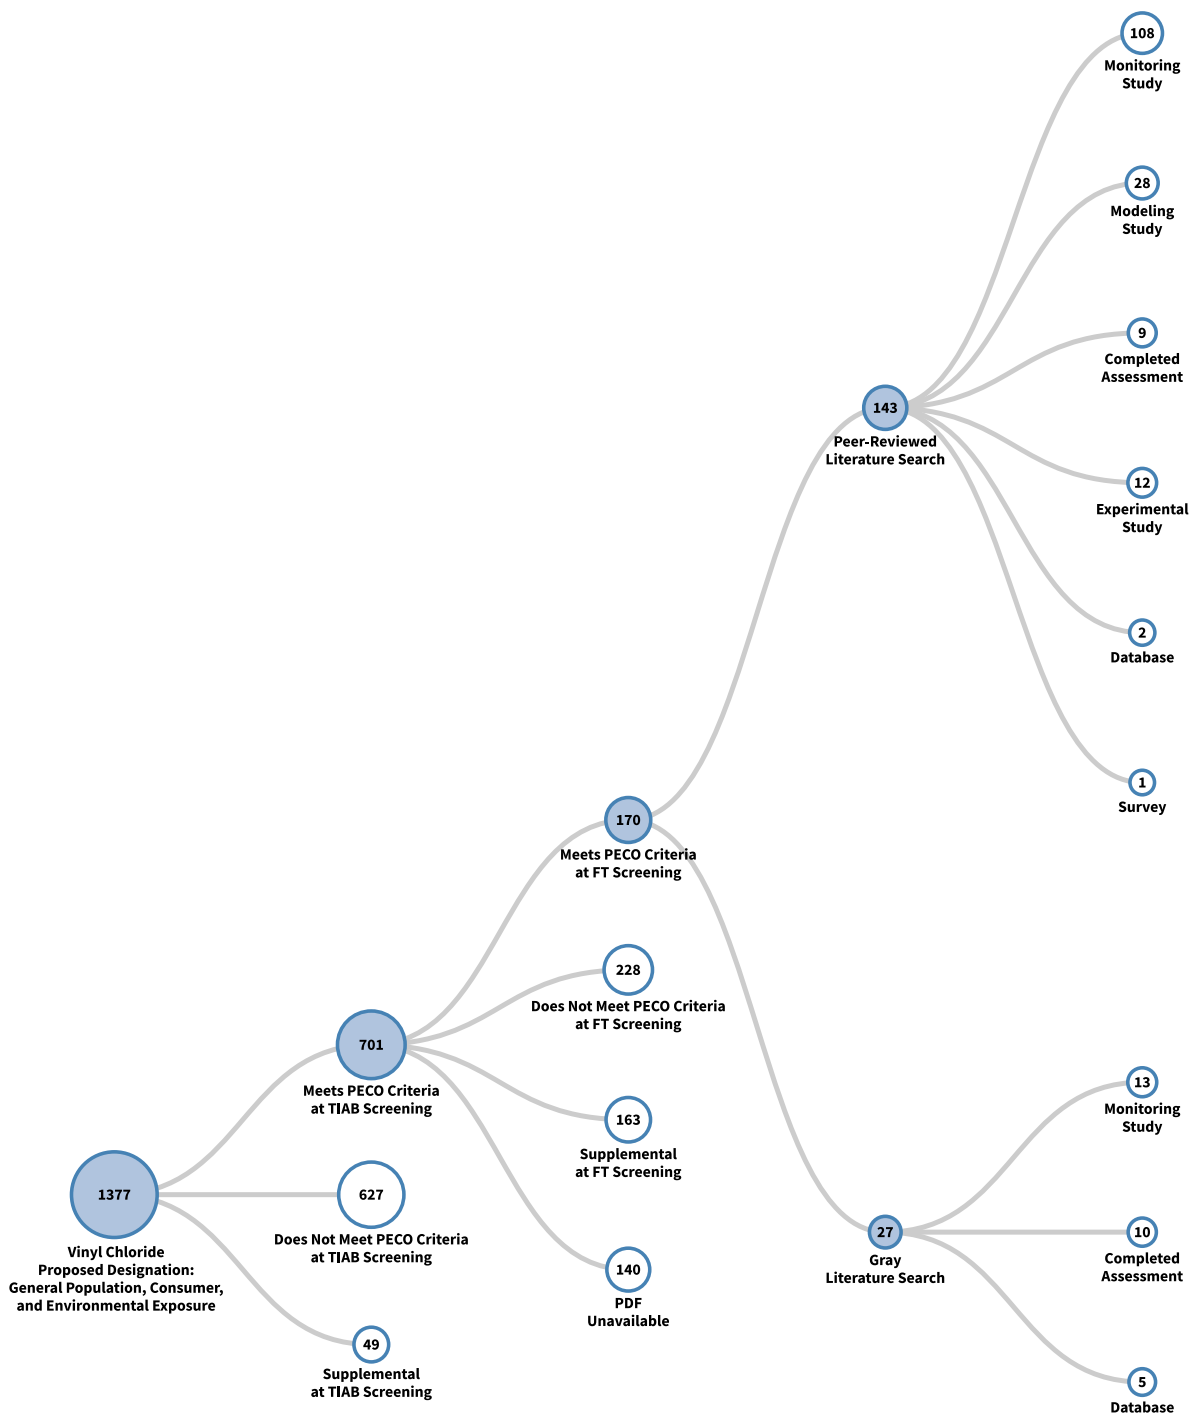 108
Monitoring
Study
28
Modeling
Study
9
Completed
Assessment
143
Peer-Reviewed
Literature Search
12
Experimental
Study
2
Database
1
Survey
170
Meets PECO Criteria
at FT Screening
228
Does Not Meet PECO Criteria
at FT Screening
701
Meets PECO Criteria
at TIAB Screening
163
Supplemental
at FT Screening
13
Monitoring
Study
1377
Vinyl Chloride
Proposed Designation:
General Population, Consumer,
and Environmental Exposure
627
Does Not Meet PECO Criteria
at TIAB Screening
140
PDF
Unavailable
27
Gray
Literature Search
10
Completed
Assessment
49
Supplemental
at TIAB Screening
5
Database